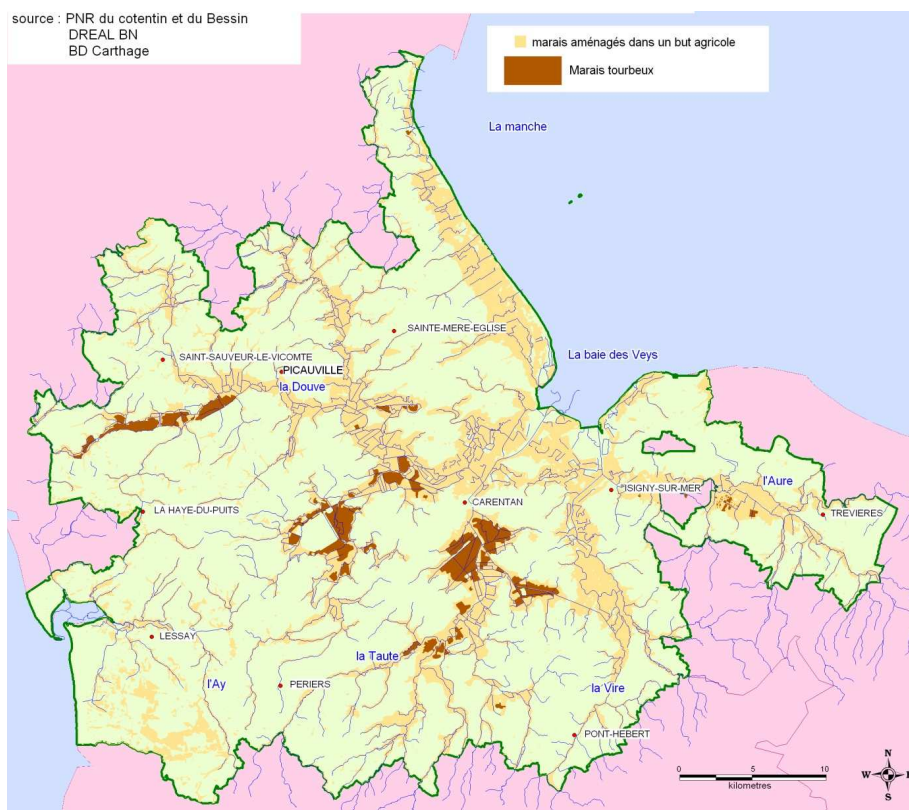 source : PNR du cotentin et du Bessin
DREAL BN
BD Carthage
marais aménagés dans un but agricole
Marais tourbeux
La manche
SAINTE-MERE-EGLISE
La baie des Veys
SAINT-SAUVEUR-LE-VICOMTE
PICAUVILLE
la Douve
l'Aure
ISIGNY-SUR-MER
CARENTAN
LA HAYE-DU-PUITS
TREVIERES
LESSAY
la Taute
l'Ay
PERIERS
la Vire
PONT-HEBERT
N
W E
S
0 5 10
kilometres